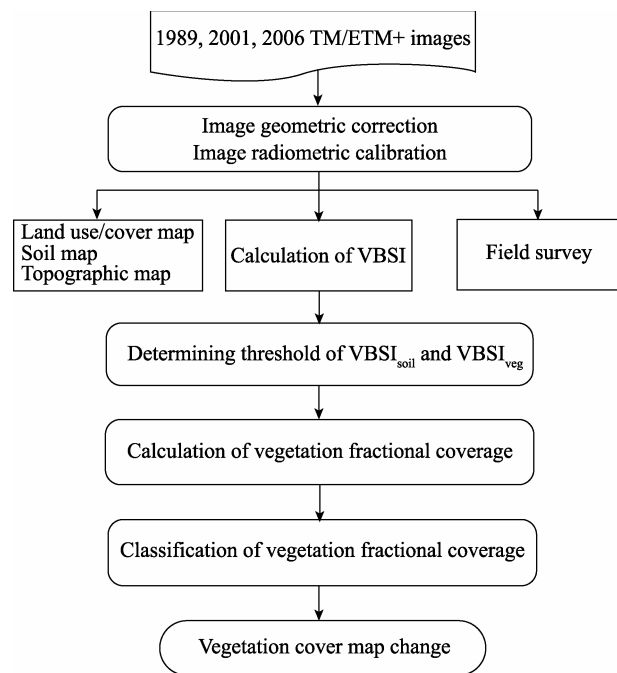 1989, 2001, 2006 TM/ETM+ images
Image geometric correction
Image radiometric calibration
Land use/cover map
Soil map
Topographic map
Calculation of VBSI
Field survey
Determining threshold of VBSIsoil and VBSIveg
Calculation of vegetation fractional coverage
Classification of vegetation fractional coverage
Vegetation cover map change